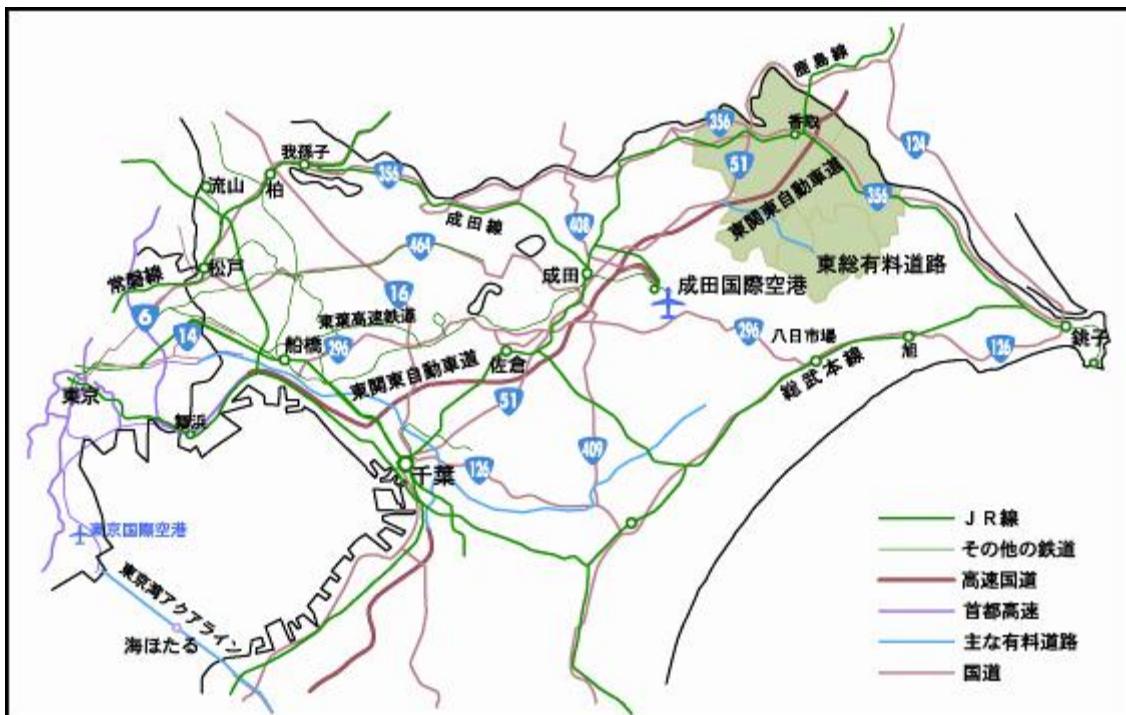 鹿島線
356
香取
124
51
我孫子
流山
柏
356
356
成田線
408
東関東自動車道
464
松戸
常磐線
成田
東総有料道路
成田国際空港
6
16
東葉高速鉄道
14
船橋
296
296
八日市場
旭
126
銚子
佐倉
東関東自動車道
総武本線
東京
51
舞浜
409
千葉
126
東京国際空港
東京湾アクアライン
海ほたる
JR線
その他の鉄道
高速国道
首都高速
主な有料道路
国道